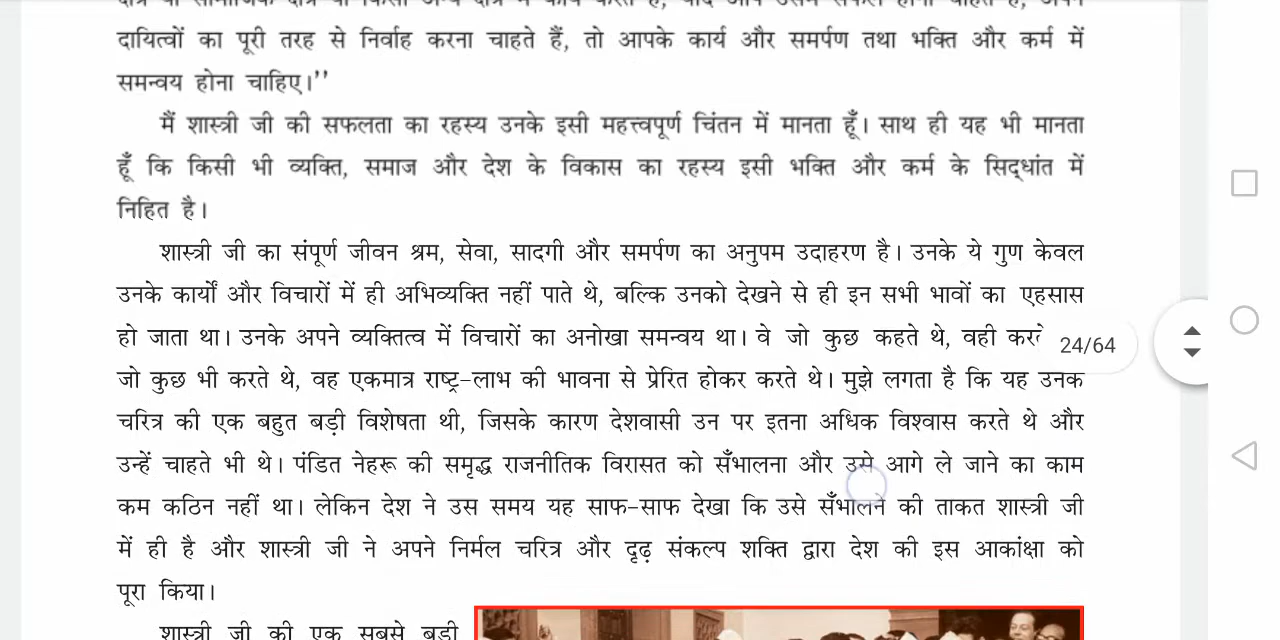 दायित्वों का पूरी तरह से निर्वाह करना चाहते हैं, तो आपके कार्य और समर्पण तथा भक्ति और कर्म में
समन्वय होना चाहिए।’’
मैं शास्त्री जी की सफलता का रहस्य उनके इसी महत्त्वपूर्ण चिंतन में मानता हूँ। साथ ही यह भी मानता
हूँ कि किसी भी व्यक्ति, समाज और देश के विकास का रहस्य इसी भक्ति और कर्म के सिद्धांत में
निहित है।
शास्त्री जी का संपूर्ण जीवन श्रम, सेवा, सादगी और समर्पण का अनुपम उदाहरण है। उनके ये गुण केवल
उनके कार्यों और विचारों में ही अभिव्यक्ति नहीं पाते थे, बल्कि उनको देखने से ही इन सभी भावों का एहसास
हो जाता था। उनके अपने व्यक्तित्व में विचारों का अनोखा समन्वय था। वे जो कुछ कहते थे, वही
24/64
जो कुछ भी करते थे, वह एकमात्र राष्ट्र-लाभ की भावना से प्रेरित होकर करते थे। मुझे लगता है कि यह
चरित्र की एक बहुत बड़ी विशेषता थी, जिसके कारण देशवासी उन पर इतना अधिक विश्वास करते थे और
उन्हें चाहते भी थे। पंडित नेहरू की समृद्ध राजनीतिक विरासत को सँभालना और उसे आगे ले जाने का काम
कम कठिन नहीं था। लेकिन देश ने उस समय यह साफ-साफ देखा कि उसे सँभालने की ताकत शास्त्री जी
में ही है और शास्त्री जी ने अपने निर्मल चरित्र और दृढ़ संकल्प शक्ति द्वारा देश की इस आकांक्षा को
पूरा किया।
शास्त्री जी की एक सबसे बड़ी